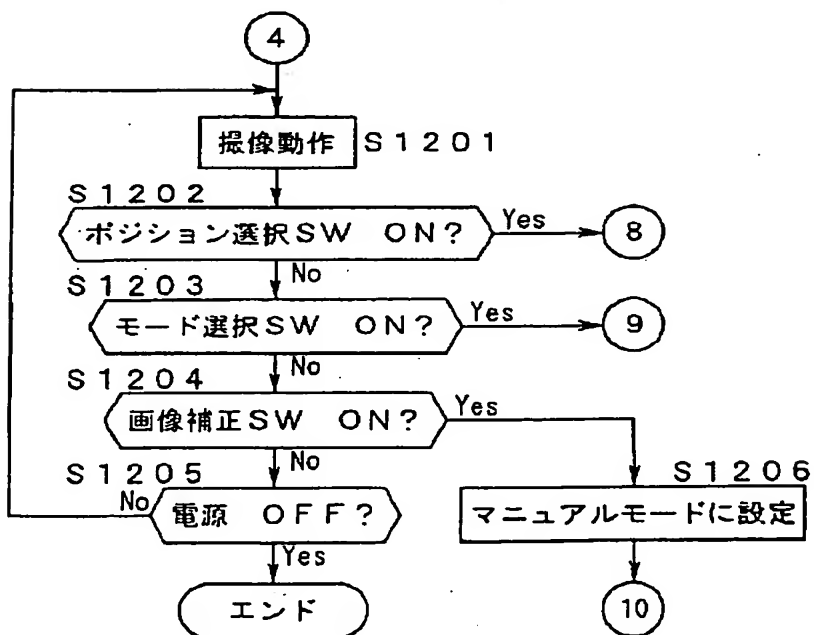 4
撮像動作 S1201
S1202
ポジション選択SW ON? Yes 8
No
S1203
モード選択SW ON? Yes 9
No
S1204
画像補正SW ON? Yes
No
S1205 S1206
No 電源 OFF? マニュアルモードに設定
Yes
エンド 10